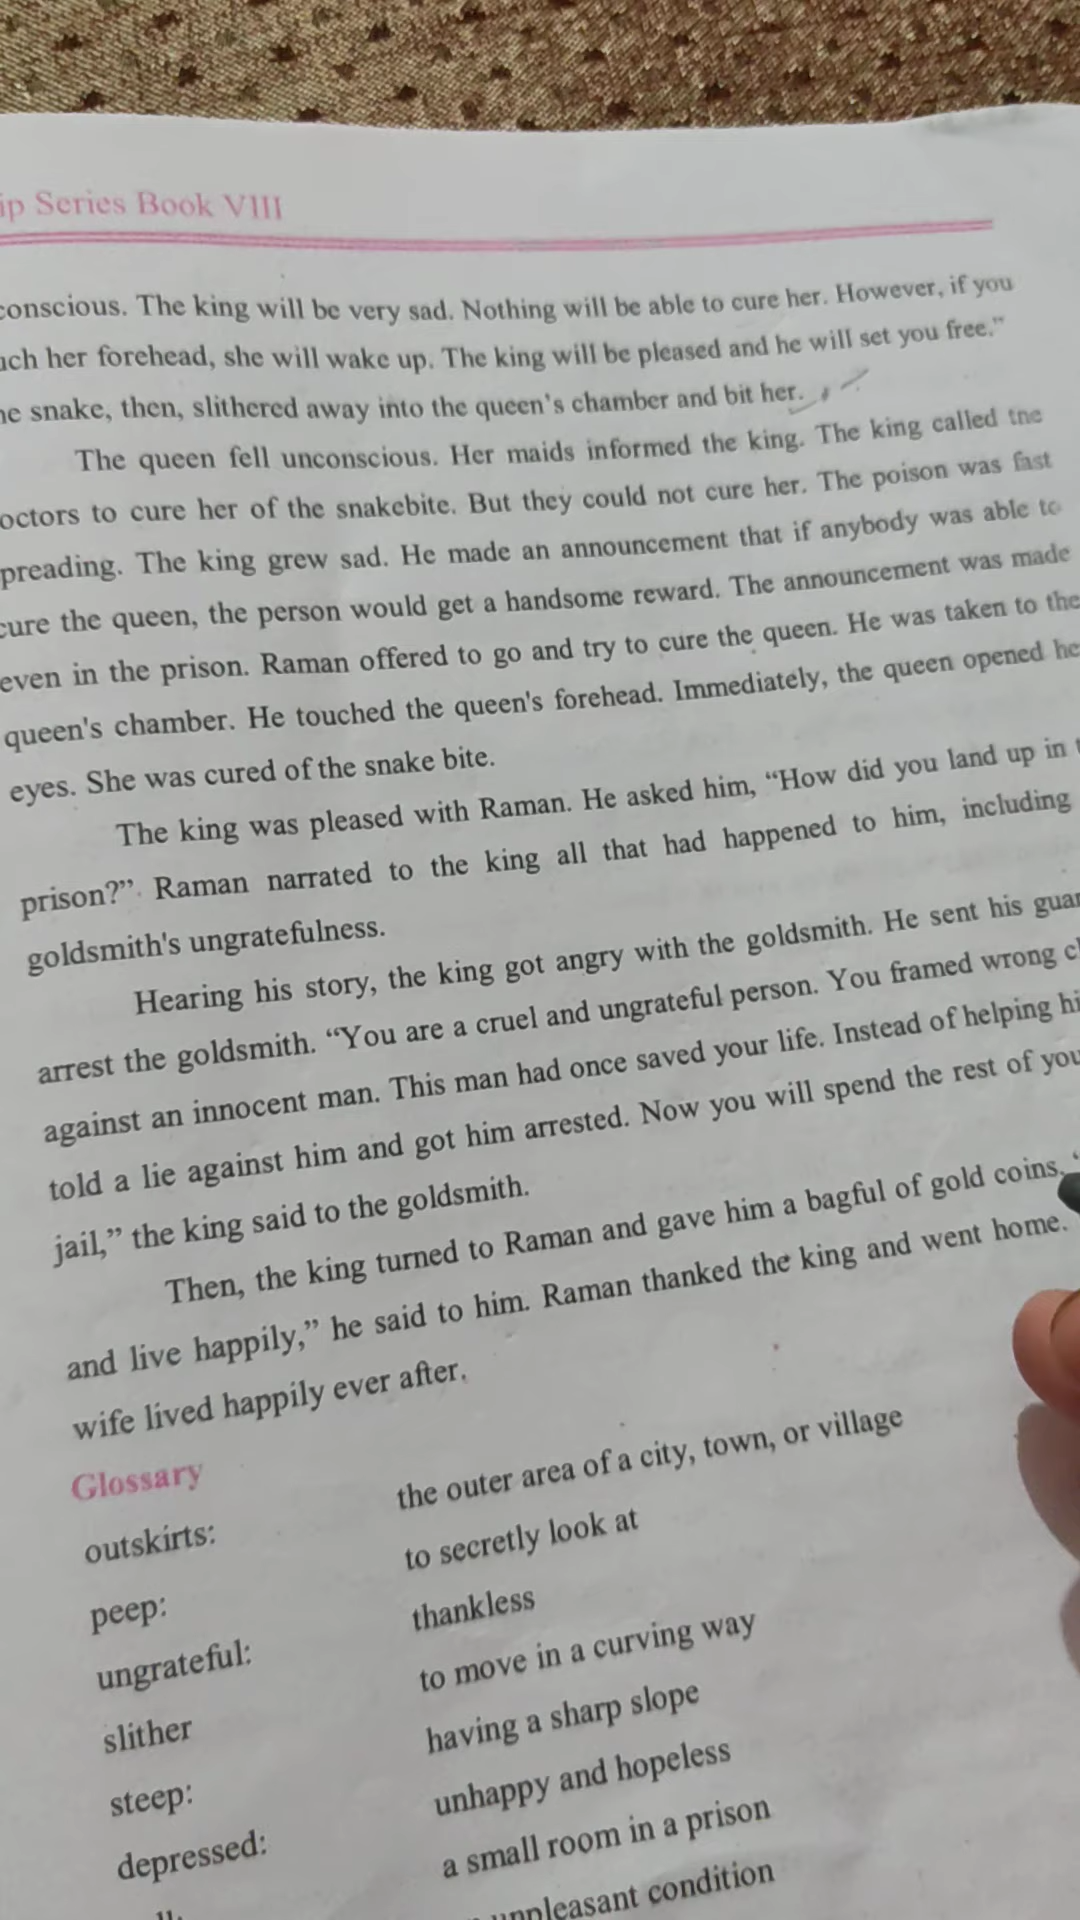 Series Book VIII
The king will be very sad. Nothing will be able to cure her. However, if you
her forehead, she will wake up. The king will be pleased and he will set you free.”
snake, then, slithered away into the queen's chamber and bit her.
The queen fell unconscious. Her maids informed the king. The king called the
to cure her of the snakebite. But they could not cure her. The poison was fast
The king grew sad. He made an announcement that if anybody was able to
cure the queen, the person would get a handsome reward. The announcement was made
even in the prison. Raman offered to go and try to cure the queen. He was taken to the
queen's chamber. He touched the queen's forehead. Immediately, the queen opened
eyes. She was cured of the snake bite.
The king was pleased with Raman. He asked him, “How did you land up in
prison?”. Raman narrated to the king all that had happened to him, including
goldsmith's ungratefulness.
Hearing his story, the king got angry with the goldsmith. He sent his
arrest the goldsmith. “You are a cruel and ungrateful person. You framed wrong
against an innocent man. This man had once saved your life. Instead of helping
told a lie against him and got him arrested. Now you will spend the rest of
jail,” the king said to the goldsmith.
Then, the king turned to Raman and gave him a bagful of gold coins.
and live happily,” he said to him. Raman thanked the king and went home.
wife lived happily ever after.
Glossary
outskirts: the outer area of a city, town, or village
peep: to secretly look at
ungrateful: thankless
slither to move in a curving way
steep: having a sharp slope
depressed: unhappy and hopeless
a small room in a prison
unpleasant condition